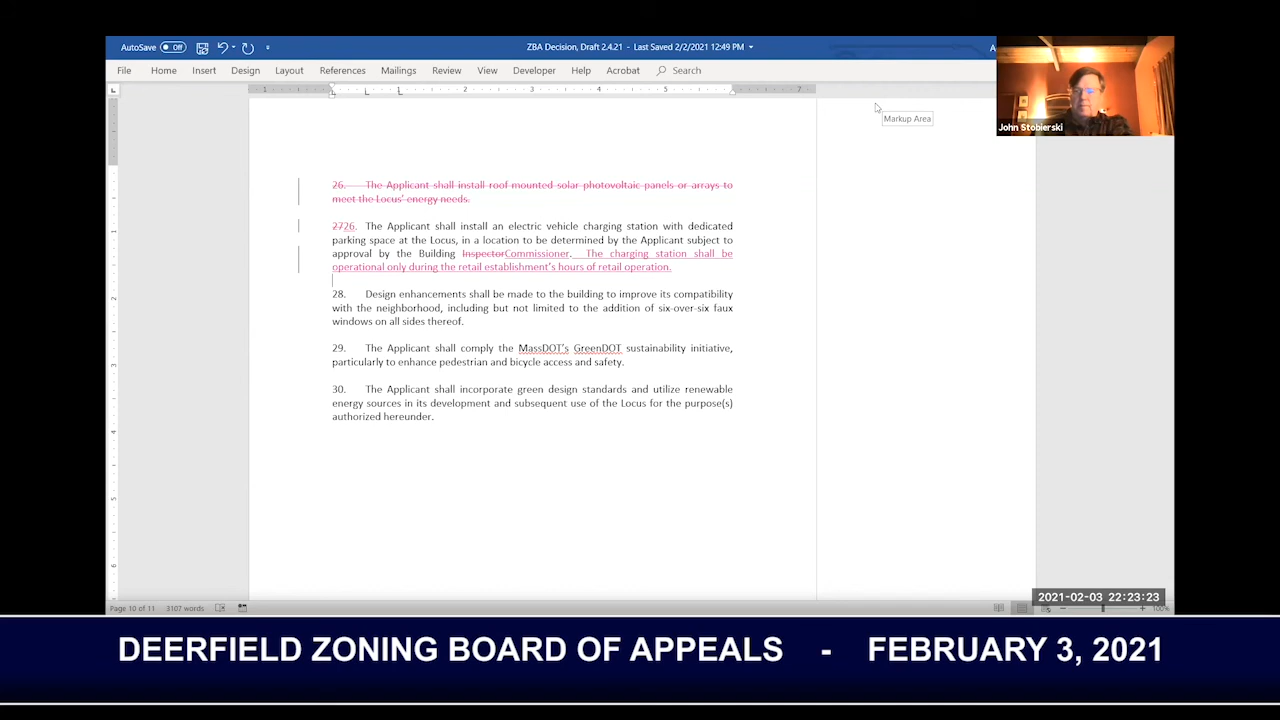 AutoSave Off
ZBA Decision, Draft 2.4.21 - Last Saved 2/2/2021 12:49 PM
File Home Insert Design Layout References Mailings Review View Developer Help Acrobat Search
1 1 2 3 4 5 7
Markup Area
John Stobierski
26. The Applicant shall install roof mounted solar photovoltaic panels or arrays to
meet the Locus' energy needs.
2726. The Applicant shall install an electric vehicle charging station with dedicated
parking space at the Locus, in a location to be determined by the Applicant subject to
approval by the Building InspectorCommissioner. The charging station shall be
operational only during the retail establishment's hours of retail operation.
28. Design enhancements shall be made to the building to improve its compatibility
with the neighborhood, including but not limited to the addition of six-over-six faux
windows on all sides thereof.
29. The Applicant shall comply the MassDOT's GreenDOT sustainability initiative,
particularly to enhance pedestrian and bicycle access and safety.
30. The Applicant shall incorporate green design standards and utilize renewable
energy sources in its development and subsequent use of the Locus for the purpose(s)
authorized hereunder.
2021-02-03 22:23:23
Page 10 of 11 3107 words
100%
DEERFIELD ZONING BOARD OF APPEALS - FEBRUARY 3, 2021